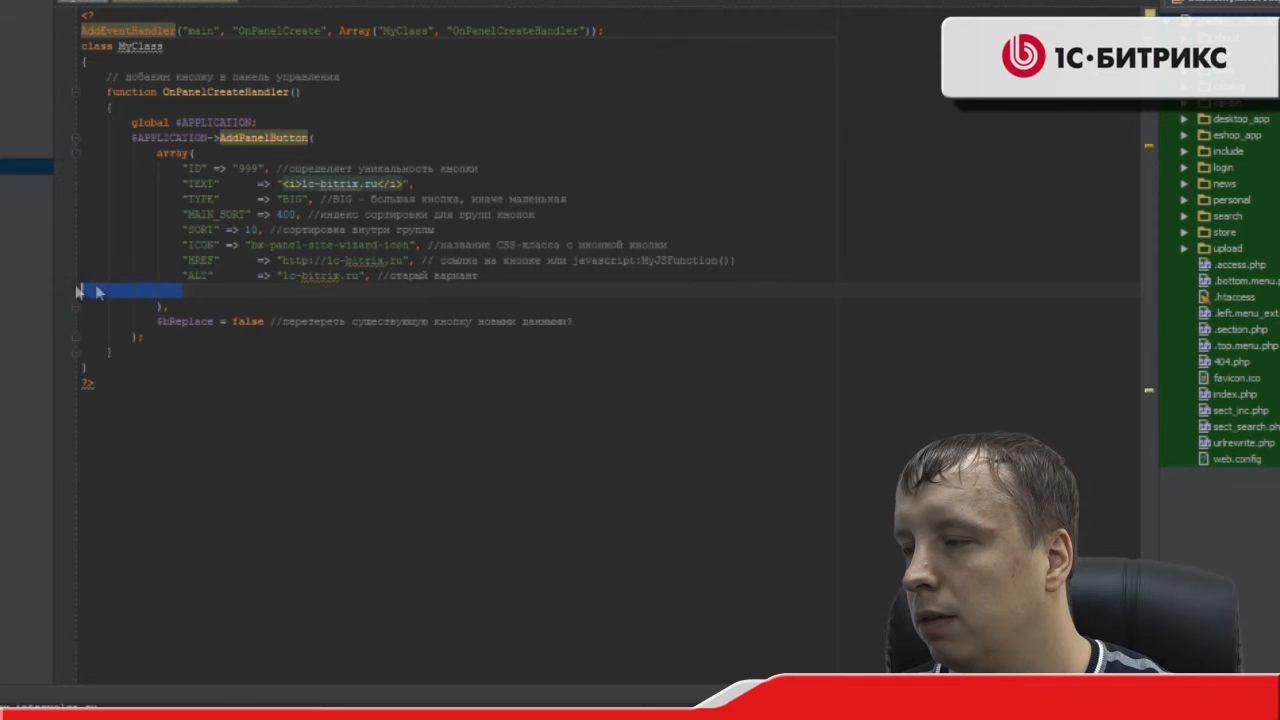 <?
AddEventHandler("main", "OnPanelCreate", Array("MyClass", "OnPanelCreateHandler"));
class MyClass
{
// добавим кнопку в панель управления
function OnPanelCreateHandler()
{
global $APPLICATION;
$APPLICATION->AddPanelButton(
array(
"ID" => "999", //определяет уникальность кнопки
"TEXT" => "<i>1c-bitrix.ru</i>",
"TYPE" => "BIG", //BIG - большая кнопка, иначе маленькая
"MAIN_SORT" => 400, //индекс сортировки для групп кнопок
"SORT" => 10, //сортировка внутри группы
"ICON" => "bx-panel-site-wizard-icon", //название CSS-класса с иконкой кнопки
"HREF" => "http://1c-bitrix.ru", // ссылка на кнопке или javascript:MyJSFunction())
"ALT" => "1c-bitrix.ru", //старый вариант
),
$bReplace = false //перетереть существующую кнопку новыми данными?
);
}
}
?>
1С·БИТРИКС
desktop_app
eshop_app
include
login
news
personal
search
store
upload
.access.php
.bottom.menu.p
.htaccess
.left.menu_ext
.section.php
.top.menu.php
404.php
favicon.ico
index.php
sect_inc.php
sect_search.ph
urlrewrite.php
web.config